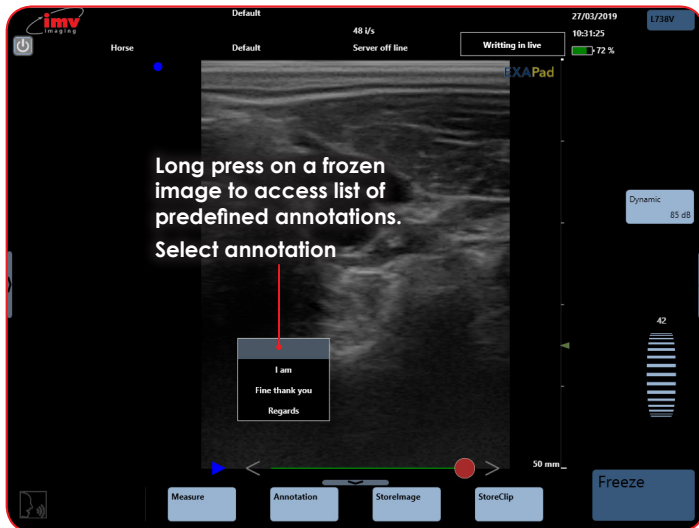 imv
imaging
Default
27/03/2019
L738V
48 i/s
10:31:25
Horse
Default
Server off line
Writting in live
72 %
EXAPad
Long press on a frozen
image to access list of
predefined annotations.
Select annotation
Dynamic
85 dB
42
I am
Fine thank you
Regards
50 mm
Freeze
Measure
Annotation
StoreImage
StoreClip